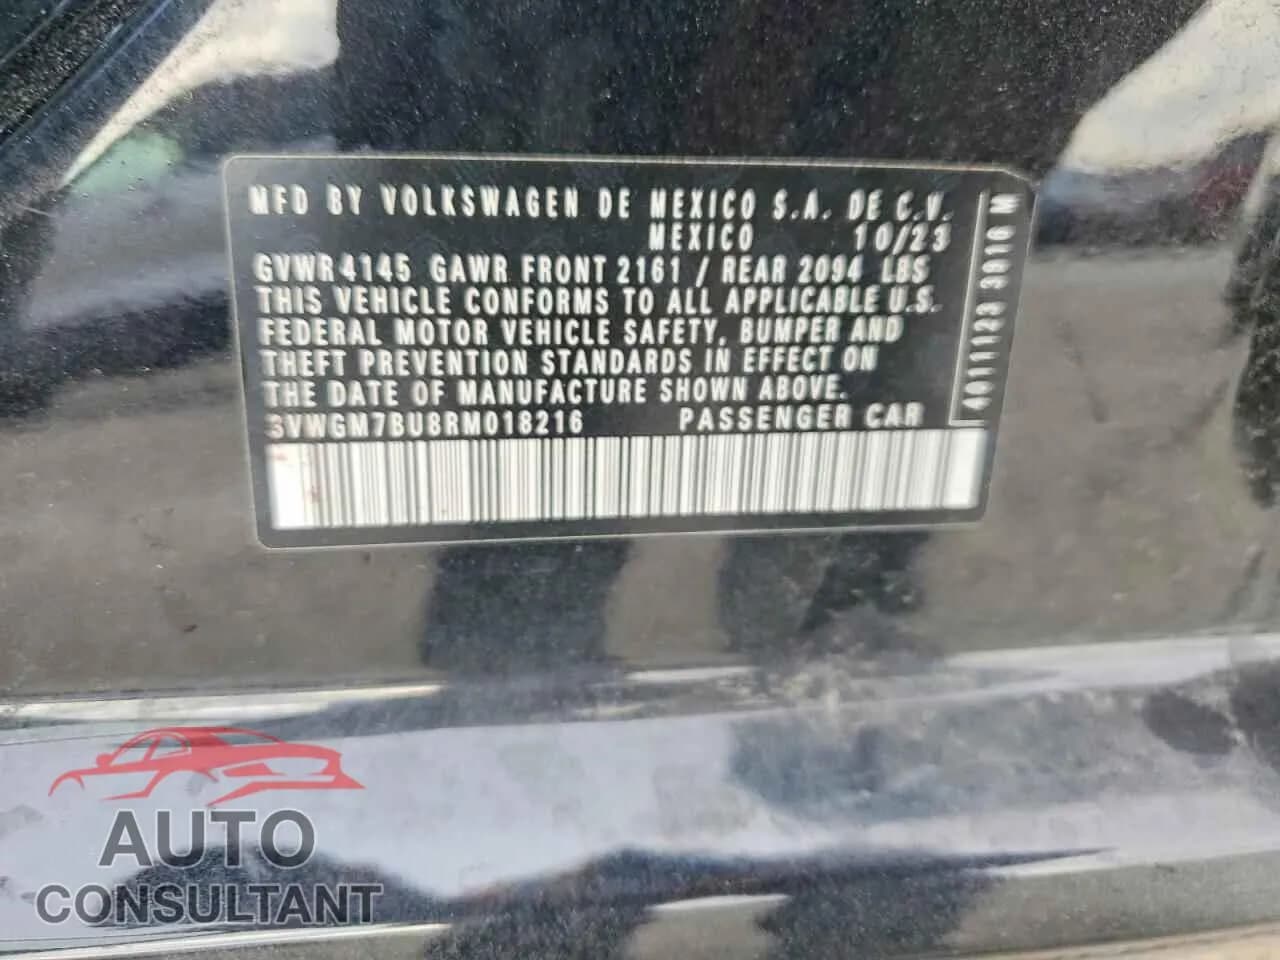 MFD BY VOLKSWAGEN DE MEXICO S.A. DE C.V.
MEXICO 10/23
GVWR 4145 GAWR FRONT 2161 / REAR 2094 LBS
THIS VEHICLE CONFORMS TO ALL APPLICABLE U.S.
FEDERAL MOTOR VEHICLE SAFETY, BUMPER AND
THEFT PREVENTION STANDARDS IN EFFECT ON
THE DATE OF MANUFACTURE SHOWN ABOVE.
3VWGM7BU8RM018216 PASSENGER CAR
AUTO
CONSULTANT